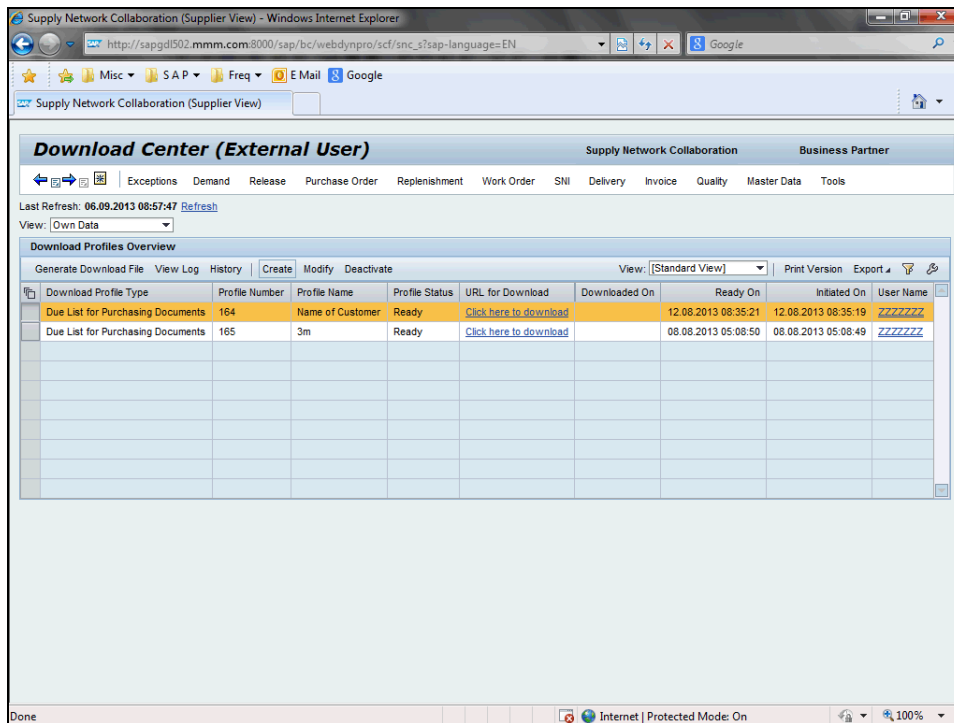 Supply Network Collaboration (Supplier View) - Windows Internet Explorer
http://sapgdl502.mmm.com:8000/sap/bc/webdynpro/scf/snc_s?sap-language=EN
Google
Misc SAP Freq E Mail Google
Supply Network Collaboration (Supplier View)
Download Center (External User) Supply Network Collaboration Business Partner
Exceptions Demand Release Purchase Order Replenishment Work Order SNI Delivery Invoice Quality Master Data Tools
Last Refresh: 06.09.2013 08:57:47 Refresh
View: Own Data
Download Profiles Overview
Generate Download File View Log History Create Modify Deactivate View: [Standard View] Print Version Export
Download Profile Type Profile Number Profile Name Profile Status URL for Download Downloaded On Ready On Initiated On User Name
Due List for Purchasing Documents 164 Name of Customer Ready Click here to download 12.08.2013 08:35:21 12.08.2013 08:35:19 ZZZZZZZ
Due List for Purchasing Documents 165 3m Ready Click here to download 08.08.2013 05:08:50 08.08.2013 05:08:49 ZZZZZZZ
Done Internet | Protected Mode: On 100%